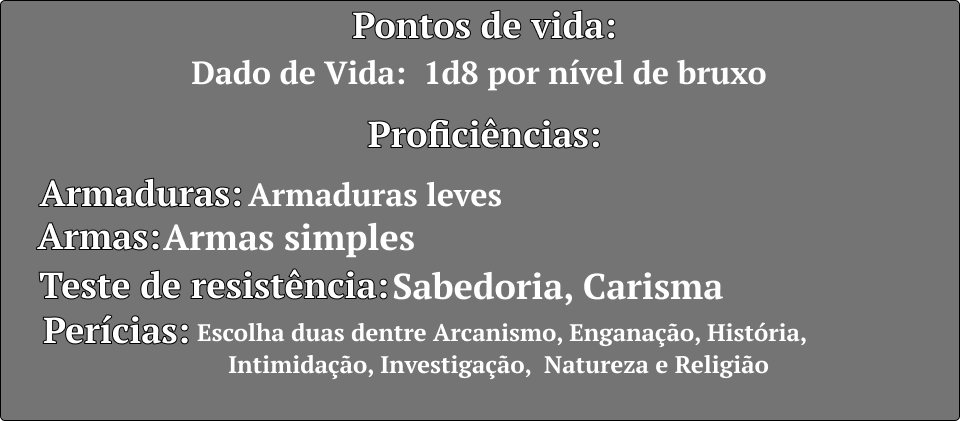 Pontos de vida:
Dado de Vida: 1d8 por nível de bruxo
Proficiências:
Armaduras: Armaduras leves
Armas: Armas simples
Teste de resistência: Sabedoria, Carisma
Perícias: Escolha duas dentre Arcanismo, Enganação, História,
Intimidação, Investigação, Natureza e Religião